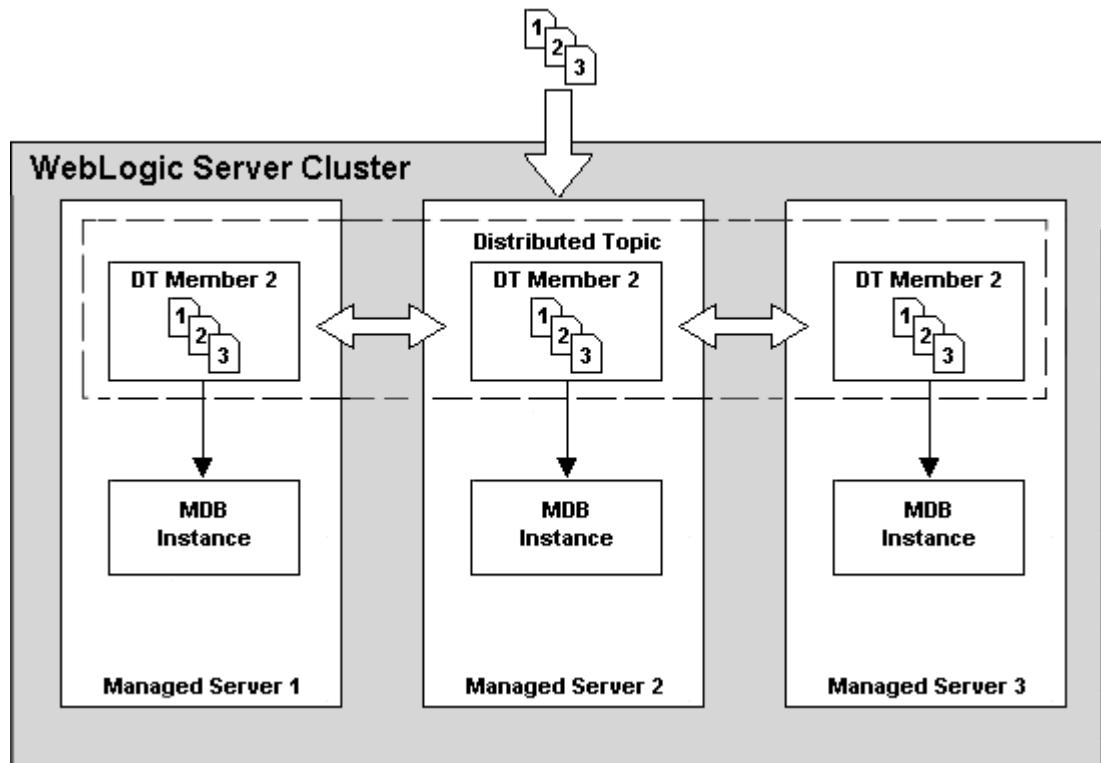 1
2
3
WebLogic Server Cluster
Distributed Topic
DT Member 2
1
2
3
DT Member 2
1
2
3
DT Member 2
1
2
3
MDB
Instance
MDB
Instance
MDB
Instance
Managed Server 1
Managed Server 2
Managed Server 3